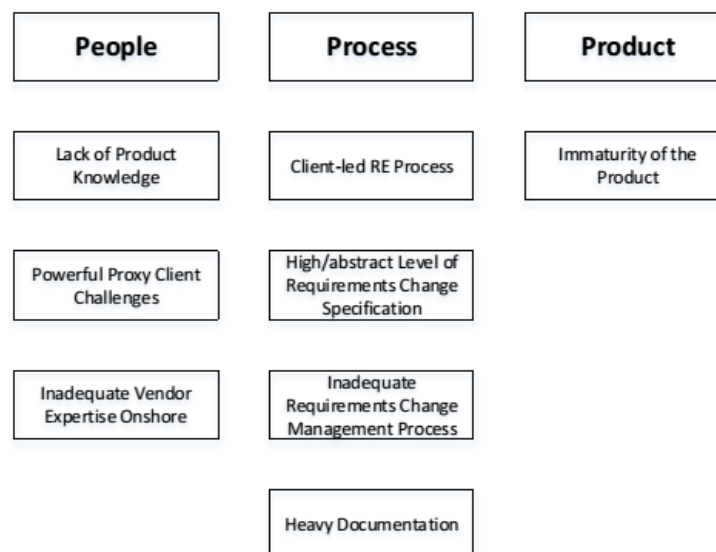 People
Process
Product
Lack of Product
Knowledge
Client-led RE Process
Immaturity of the
Product
Powerful Proxy Client
Challenges
High/abstract Level of
Requirements Change
Specification
Inadequate Vendor
Expertise Onshore
Inadequate
Requirements Change
Management Process
Heavy Documentation